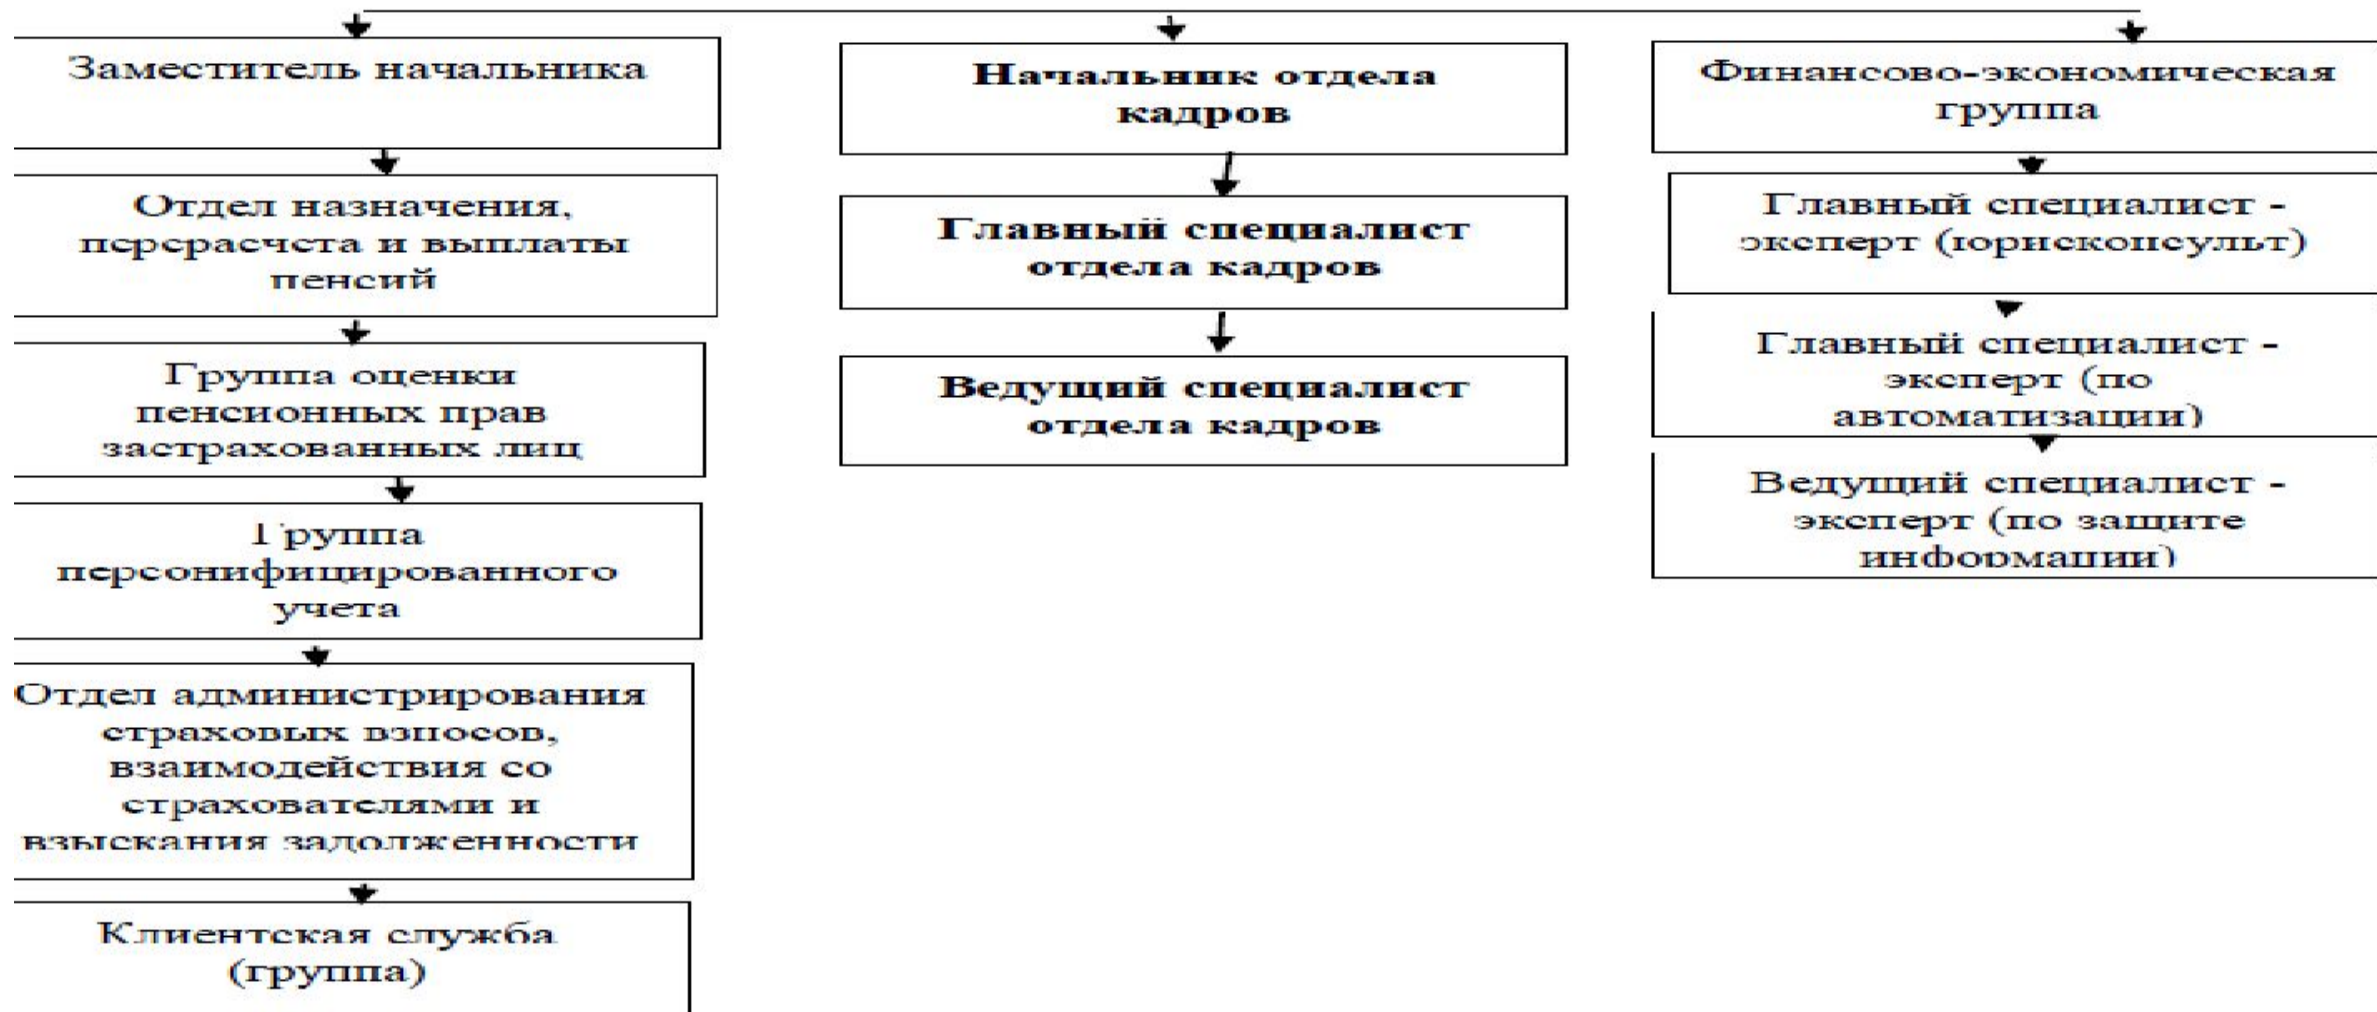 Заместитель начальника
Отдел назначения,
перерасчета и выплаты
пенсий
Группа оценки
пенсионных прав
застрахованных лиц
Группа
персонифицированного
учета
Отдел администрирования
страховых взносов,
взаимодействия со
страхователями и
взыскания задолженности
Клиентская служба
(группа)
Начальник отдела
кадров
Главный специалист
отдела кадров
Ведущий специалист
отдела кадров
Финансово-экономическая
группа
Главный специалист -
эксперт (юрисконсульт)
Главный специалист -
эксперт (по
автоматизации)
Ведущий специалист -
эксперт (по защите
информации)